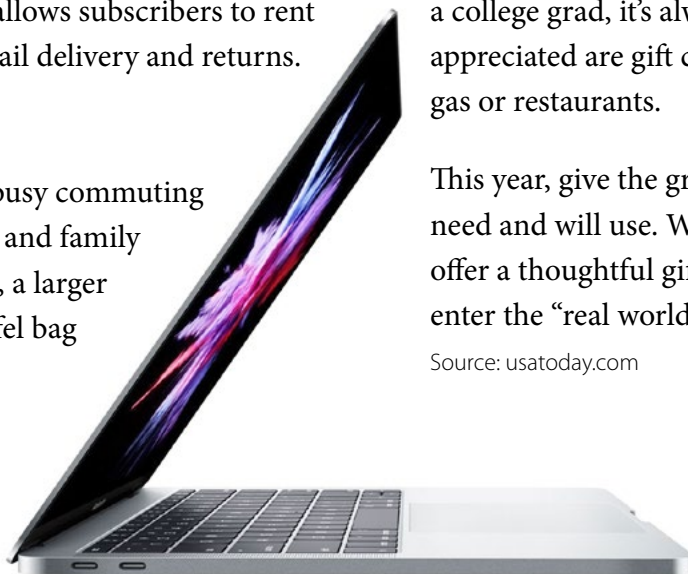 allows subscribers to rent
ail delivery and returns.
busy commuting
and family
, a larger
fel bag
a college grad, it’s alw
appreciated are gift c
gas or restaurants.
This year, give the gr
need and will use. W
offer a thoughtful gi
enter the “real world
Source: usatoday.com